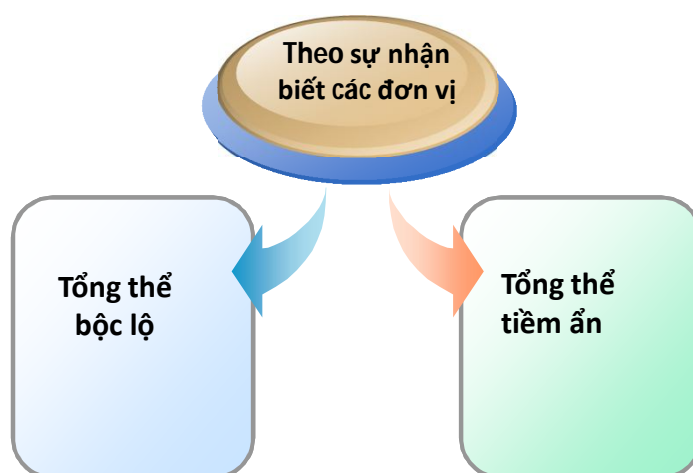 Theo sự nhận
biết các đơn vị
Tổng thể
bộc lộ
Tổng thể
tiềm ẩn